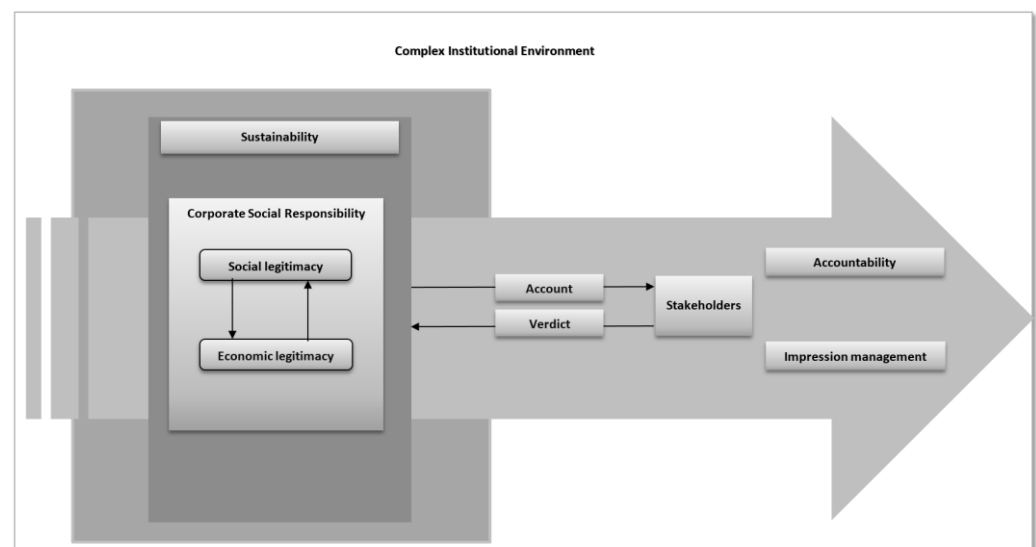 Complex Institutional Environment
Sustainability
Corporate Social Responsibility
Social legitimacy
Economic legitimacy
Account
Verdict
Stakeholders
Accountability
Impression management